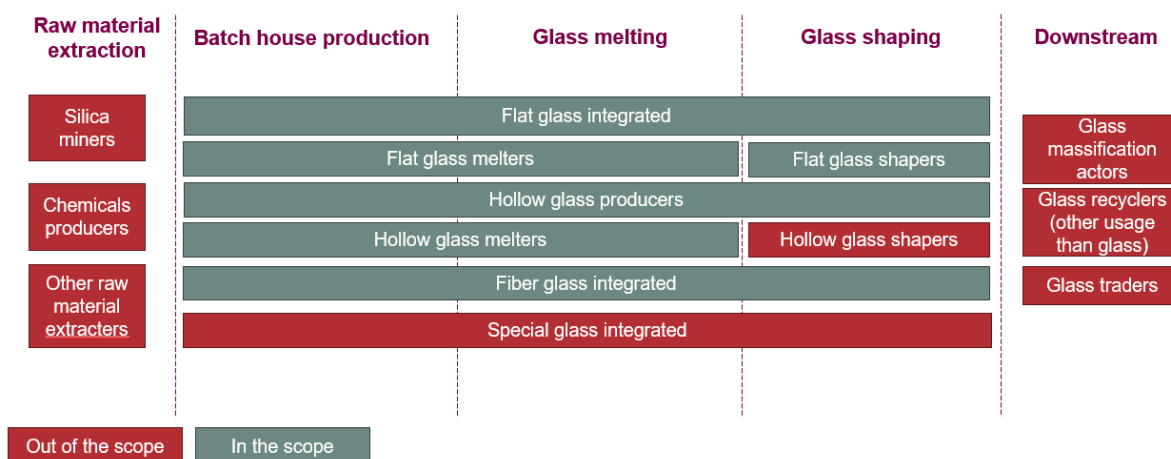 Raw material
extraction
Batch house production
Glass melting
Glass shaping
Downstream
Silica
miners
Flat glass integrated
Glass
massification
actors
Flat glass melters
Flat glass shapers
Chemicals
producers
Hollow glass producers
Glass recyclers
(other usage
than glass)
Hollow glass melters
Hollow glass shapers
Other raw
material
extracters
Fiber glass integrated
Glass traders
Special glass integrated
Out of the scope
In the scope